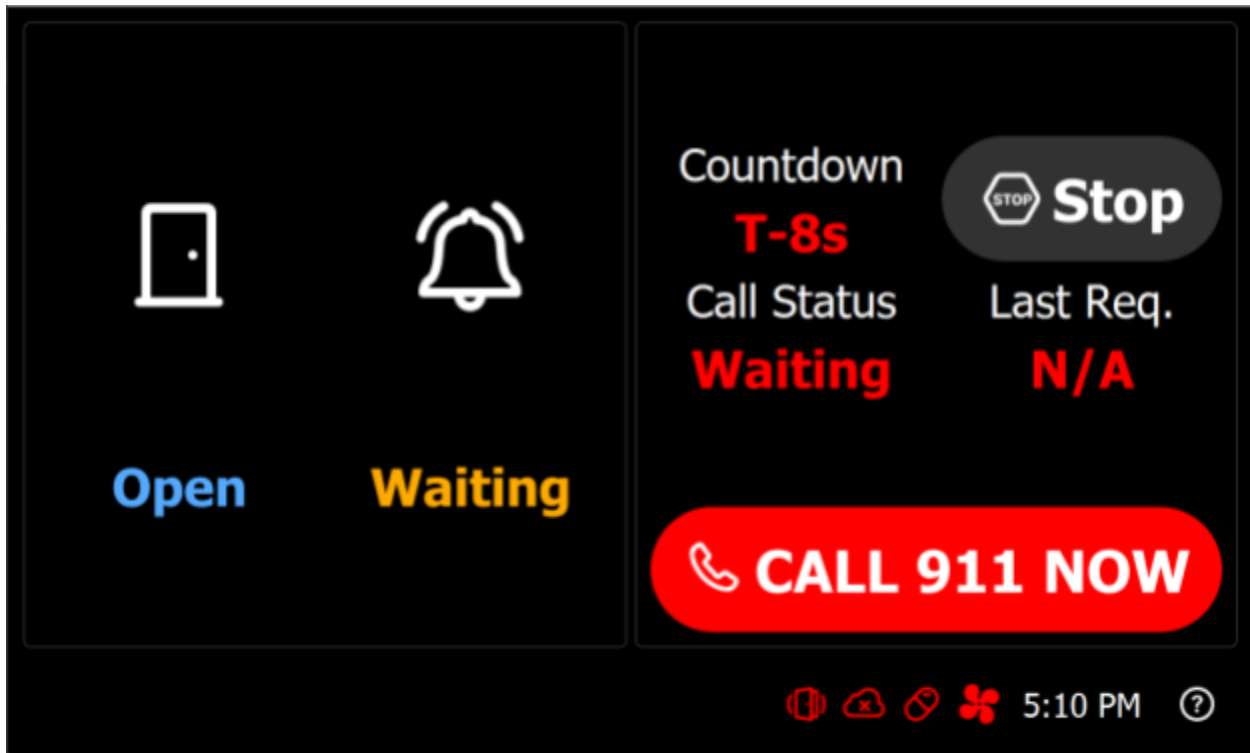 Open
Waiting
Countdown
T-8s
STOP Stop
Call Status
Waiting
Last Req.
N/A
CALL 911 NOW
5:10 PM
?